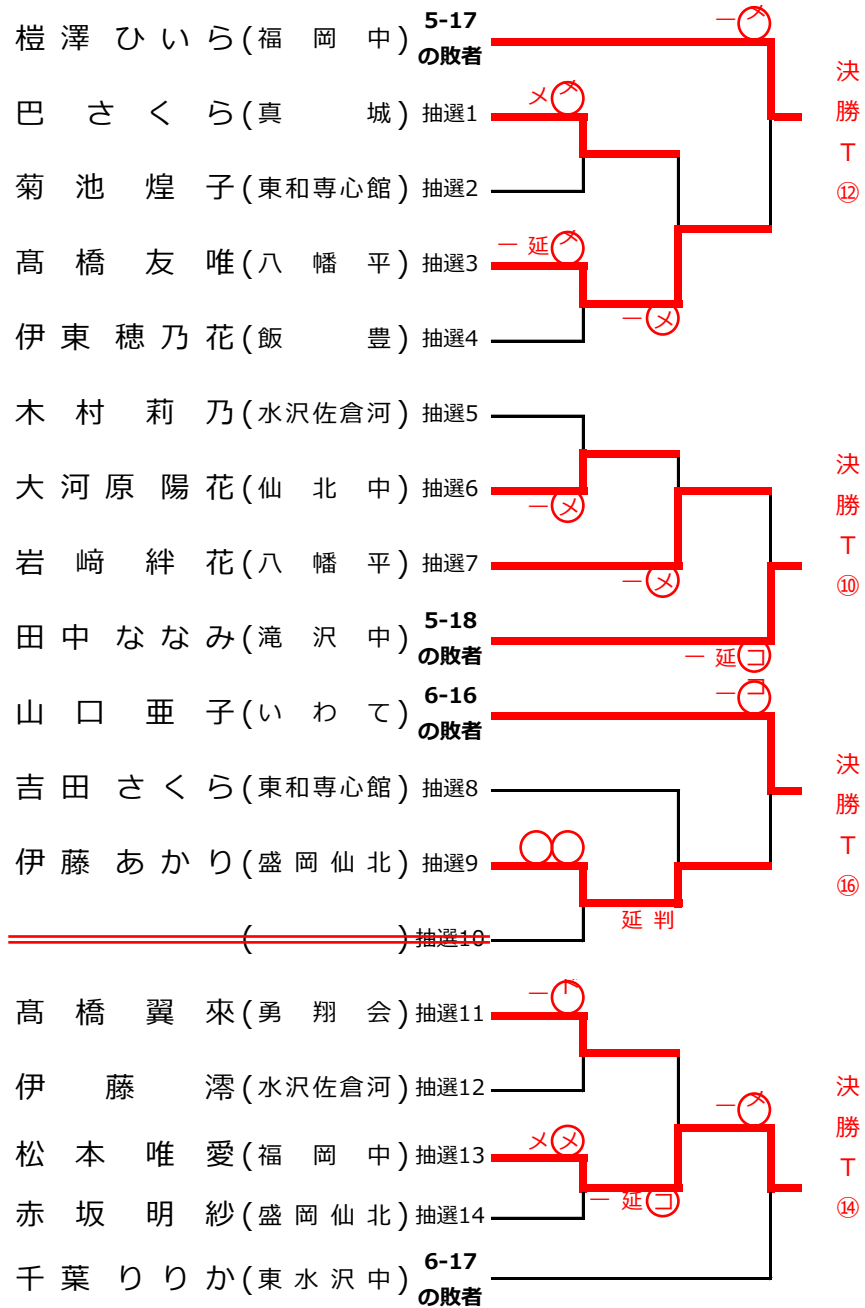 一 メ
榿澤ひいら(福岡中) 5-17の敗者
決勝T⑫
メ メ
巴さくら(真城) 抽選1
菊池煌子(東和専心館) 抽選2
一 延 メ
髙橋友唯(八幡平) 抽選3
一 メ
伊東穂乃花(飯豊) 抽選4
木村莉乃(水沢佐倉河) 抽選5
決勝T⑩
大河原陽花(仙北中) 抽選6
一 メ
岩﨑絆花(八幡平) 抽選7
一 メ
田中ななみ(滝沢中) 5-18の敗者
一 延 コ
一 コ
山口亜子(いわて) 6-16の敗者
決勝T⑯
吉田さくら(東和専心館) 抽選8
伊藤あかり(盛岡仙北) 抽選9
延 判
( ) 抽選10
一 ド
髙橋翼來(勇翔会) 抽選11
伊藤澪(水沢佐倉河) 抽選12
一 メ
決勝T⑭
メ メ
松本唯愛(福岡中) 抽選13
一 延 コ
赤坂明紗(盛岡仙北) 抽選14
千葉りりか(東水沢中) 6-17の敗者